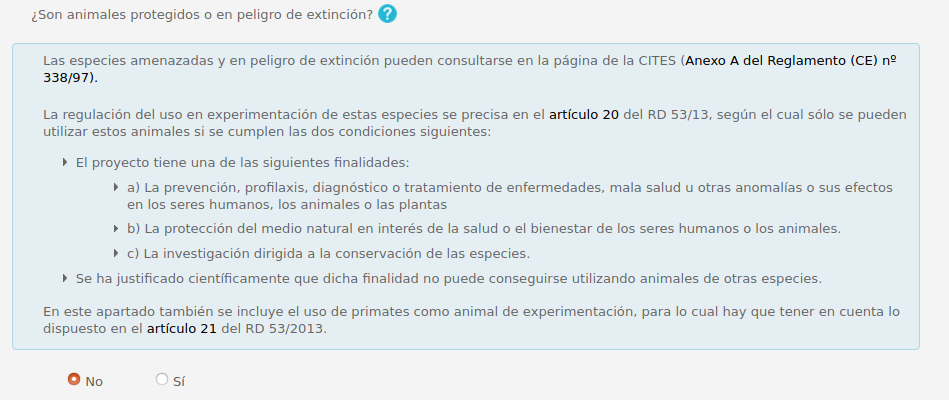 ¿Son animales protegidos o en peligro de extinción? ?
Las especies amenazadas y en peligro de extinción pueden consultarse en la página de la CITES (Anexo A del Reglamento (CE) nº
338/97).
La regulación del uso en experimentación de estas especies se precisa en el artículo 20 del RD 53/13, según el cual sólo se pueden
utilizar estos animales si se cumplen las dos condiciones siguientes:
El proyecto tiene una de las siguientes finalidades:
a) La prevención, profilaxis, diagnóstico o tratamiento de enfermedades, mala salud u otras anomalías o sus efectos
en los seres humanos, los animales o las plantas
b) La protección del medio natural en interés de la salud o el bienestar de los seres humanos o los animales.
c) La investigación dirigida a la conservación de las especies.
Se ha justificado científicamente que dicha finalidad no puede conseguirse utilizando animales de otras especies.
En este apartado también se incluye el uso de primates como animal de experimentación, para lo cual hay que tener en cuenta lo
dispuesto en el artículo 21 del RD 53/2013.
No Sí